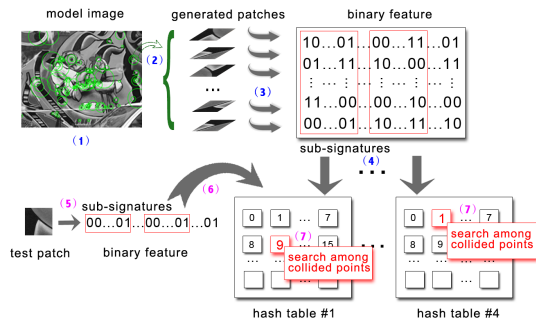 model image
generated patches
binary feature
(2)
(3)
(1)
10...01...00...11...01
01...11...10...00...10
11...00...00...10...00
00...01...10...11...10
sub-signatures
(4)
...
(5)
(6)
sub-signatures
00...01...00...01...01
test patch
binary feature
0 1 ... 7
(7)
8 9 ... 15
search among
collided points
hash table #1
...
(7)
0 1 ... 7
8 9
search among
collided points
hash table #4